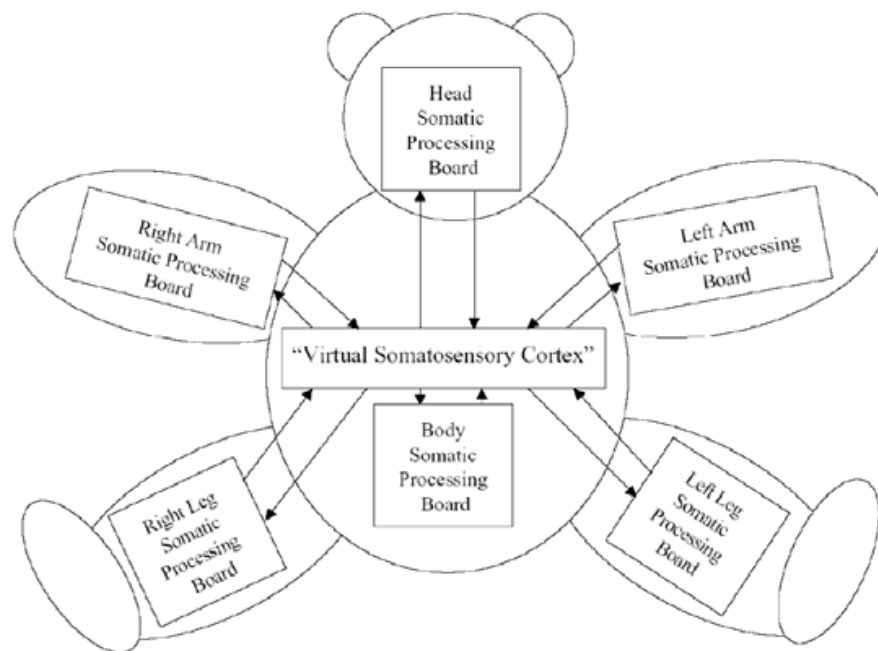 Head
Somatic
Processing
Board
Right Arm
Somatic Processing
Board
Left Arm
Somatic Processing
Board
“Virtual Somatosensory Cortex”
Body
Somatic
Processing
Board
Right Leg
Somatic
Processing
Board
Left Leg
Somatic
Processing
Board